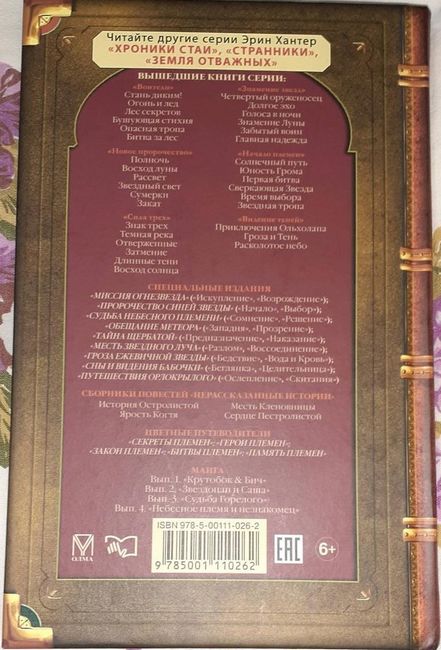 Читайте другие серии Эрин Хантер
«ХРОНИКИ СТАИ», «СТРАННИКИ»,
«ЗЕМЛЯ ОТВАЖНЫХ»
ВЫШЕДШИЕ КНИГИ СЕРИИ:
«Воители»
Стань диким!
Огонь и лед
Лес секретов
Бушующая стихия
Опасная тропа
Битва за лес
«Новое пророчество»
Полночь
Восход луны
Рассвет
Звездный свет
Сумерки
Закат
«Сила трех»
Знак трех
Темная река
Отверженные
Затмение
Длинные тени
Восход солнца
«Знамение звезд»
Четвертый оруженосец
Долгое эхо
Голоса в ночи
Знамение Луны
Забытый воин
Главная надежда
«Начало племен»
Солнечный путь
Юность Грома
Первая битва
Сверкающая Звезда
Время выбора
Звездная тропа
«Видение теней»
Приключения Ольхолапа
Гроза и Тень
Расколотое небо
СПЕЦИАЛЬНЫЕ ИЗДАНИЯ
«МИССИЯ ОГНЕЗВЕЗДА» («Искупление», «Возрождение»);
«ПРОРОЧЕСТВО СИНЕЙ ЗВЕЗДЫ» («Начало», «Выбор»);
«СУДЬБА НЕБЕСНОГО ПЛЕМЕНИ» («Сомнение», «Решение»);
«ОБЕЩАНИЕ МЕТЕОРА» («Западня», «Прозрение»);
«ТАЙНА ЩЕРБАТОЙ» («Предназначение», «Наказание»);
«МЕСТЬ ЗВЕЗДНОГО ЛУЧА» («Разлом», «Воссоединение»);
«ГРОЗА ЕЖЕВИЧНОЙ ЗВЕЗДЫ» («Бедствие», «Вода и Кровь»);
«СНЫ И ВИДЕНИЯ БАБОЧКИ» («Беглянка», «Целительница»);
«ПУТЕШЕСТВИЯ ОРЛОКРЫЛОГО» («Ослепление», «Скитания»)
СБОРНИКИ ПОВЕСТЕЙ «НЕРАССКАЗАННЫЕ ИСТОРИИ»
История Остролистой
Ярость Когтя
Месть Кленовницы
Сердце Пестролистой
ЦВЕТНЫЕ ПУТЕВОДИТЕЛИ
«СЕКРЕТЫ ПЛЕМЕН»; «ГЕРОИ ПЛЕМЕН»;
«ЗАКОН ПЛЕМЕН»; «БИТВЫ ПЛЕМЕН»; «ПАМЯТЬ ПЛЕМЕН»
МАНГА
Вып. 1. «Крутобок & Бич»
Вып. 2. «Звездопад и Саша»
Вып. 3. «Судьба Горелого»
Вып. 4. «Небесное племя и незнакомец»
ISBN 978-5-00111-026-2
9 785001 110262
ОЛМА
EAC
6+